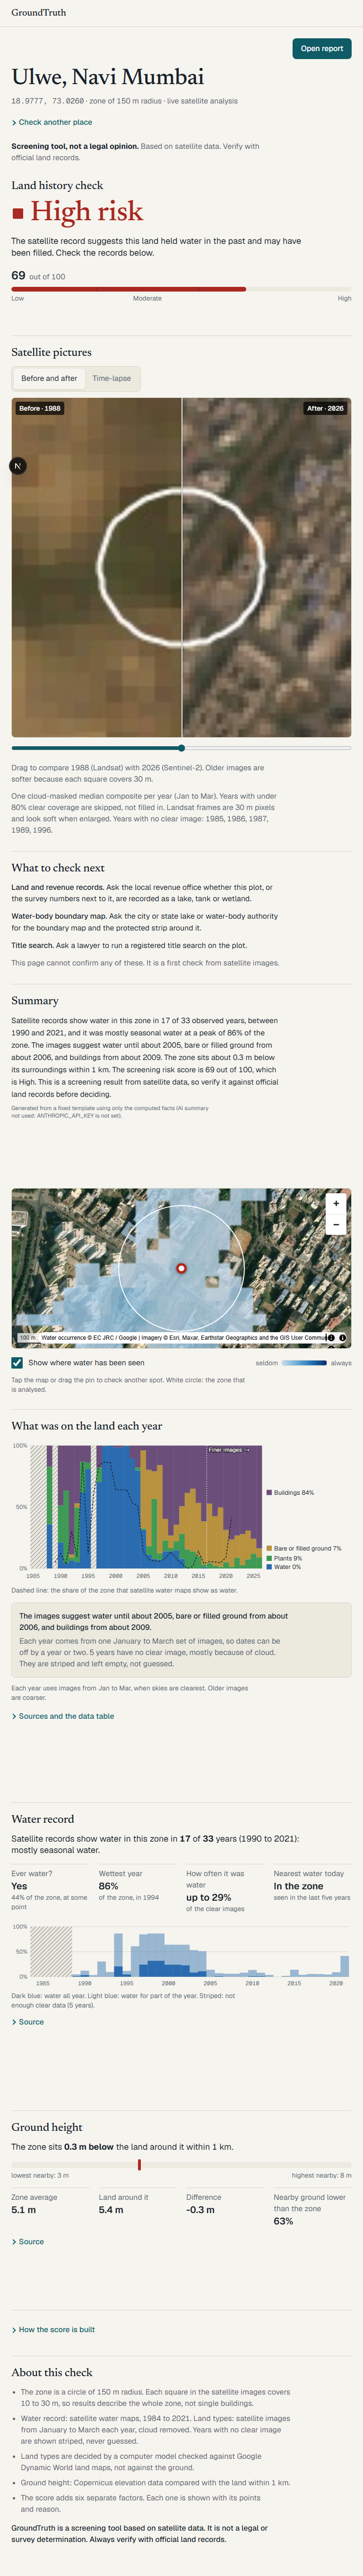 GroundTruth
Open report
Ulwe, Navi Mumbai
18.9777, 73.0260 · zone of 150 m radius · live satellite analysis
Check another place
Screening tool, not a legal opinion. Based on satellite data. Verify with
official land records.
Land history check
High risk
The satellite record suggests this land held water in the past and may have
been filled. Check the records below.
69 out of 100
Low Moderate High
Satellite pictures
Before and after Time-lapse
Before · 1988 After · 2026
N
Drag to compare 1988 (Landsat) with 2026 (Sentinel-2). Older images are
softer because each square covers 30 m.
One cloud-masked median composite per year (Jan to Mar). Years with under
80% clear coverage are skipped, not filled in. Landsat frames are 30 m pixels
and look soft when enlarged. Years with no clear image: 1985, 1986, 1987,
1989, 1996.
What to check next
Land and revenue records. Ask the local revenue office whether this plot, or
the survey numbers next to it, are recorded as a lake, tank or wetland.
Water-body boundary map. Ask the city or state lake or water-body authority
for the boundary map and the protected strip around it.
Title search. Ask a lawyer to run a registered title search on the plot.
This page cannot confirm any of these. It is a first check from satellite images.
Summary
Satellite records show water in this zone in 17 of 33 observed years, between
1990 and 2021, and it was mostly seasonal water at a peak of 86% of the
zone. The images suggest water until about 2005, bare or filled ground from
about 2006, and buildings from about 2009. The zone sits about 0.3 m below
its surroundings within 1 km. The screening risk score is 69 out of 100, which
is High. This is a screening result from satellite data, so verify it against official
land records before deciding.
Generated from a fixed template using only the computed facts (AI summary
not used: ANTHROPIC_API_KEY is not set).
+
−
100 m
Water occurrence © EC JRC / Google | Imagery © Esri, Maxar, Earthstar Geographics and the GIS User Commu
Show where water has been seen
seldom always
Tap the map or drag the pin to check another spot. White circle: the zone that
is analysed.
What was on the land each year
100%
Finer images →
50%
0%
Buildings 84%
Bare or filled ground 7%
Plants 9%
Water 0%
1985 1990 1995 2000 2005 2010 2015 2020 2025
Dashed line: the share of the zone that satellite water maps show as water.
The images suggest water until about 2005, bare or filled ground from about
2006, and buildings from about 2009.
Each year comes from one January to March set of images, so dates can be
off by a year or two. 5 years have no clear image, mostly because of cloud.
They are striped and left empty, not guessed.
Each year uses images from Jan to Mar, when skies are clearest. Older images
are coarser.
Sources and the data table
Water record
Satellite records show water in this zone in 17 of 33 years (1990 to 2021):
mostly seasonal water.
Ever water?
Yes
44% of the zone, at some
point
Wettest year
86%
of the zone, in 1994
How often it was
water
up to 29%
of the clear images
Nearest water today
In the zone
seen in the last five years
100%
50%
0%
1985 1990 1995 2000 2005 2010 2015 2020
Dark blue: water all year. Light blue: water for part of the year. Striped: not
enough clear data (5 years).
Source
Ground height
The zone sits 0.3 m below the land around it within 1 km.
lowest nearby: 3 m highest nearby: 8 m
Zone average
5.1 m
Land around it
5.4 m
Difference
-0.3 m
Nearby ground lower
than the zone
63%
Source
How the score is built
About this check
• The zone is a circle of 150 m radius. Each square in the satellite images covers
10 to 30 m, so results describe the whole zone, not single buildings.
• Water record: satellite water maps, 1984 to 2021. Land types: satellite images
from January to March each year, cloud removed. Years with no clear image
are shown striped, never guessed.
• Land types are decided by a computer model checked against Google
Dynamic World land maps, not against the ground.
• Ground height: Copernicus elevation data compared with the land within 1 km.
• The score adds six separate factors. Each one is shown with its points
and reason.
GroundTruth is a screening tool based on satellite data. It is not a legal or
survey determination. Always verify with official land records.